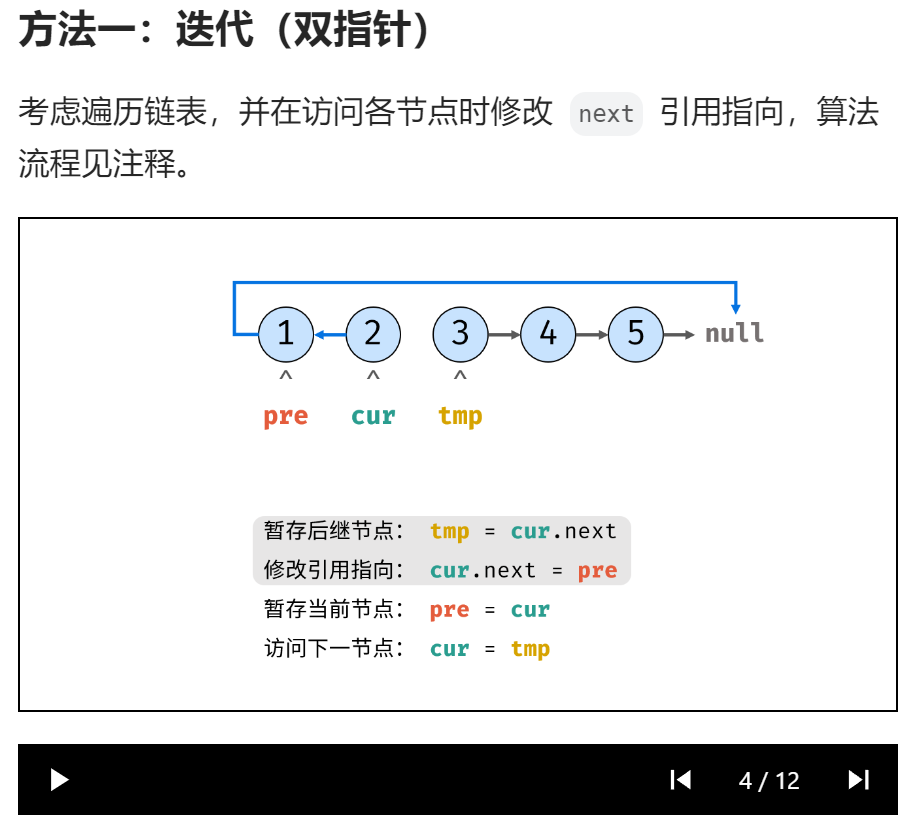 方法一：迭代（双指针）
考虑遍历链表，并在访问各节点时修改 next 引用指向，算法
流程见注释。
1 2 3 4 5 null
^ ^ ^
pre cur tmp
暂存后继节点： tmp = cur.next
修改引用指向： cur.next = pre
暂存当前节点： pre = cur
访问下一节点： cur = tmp
4 / 12